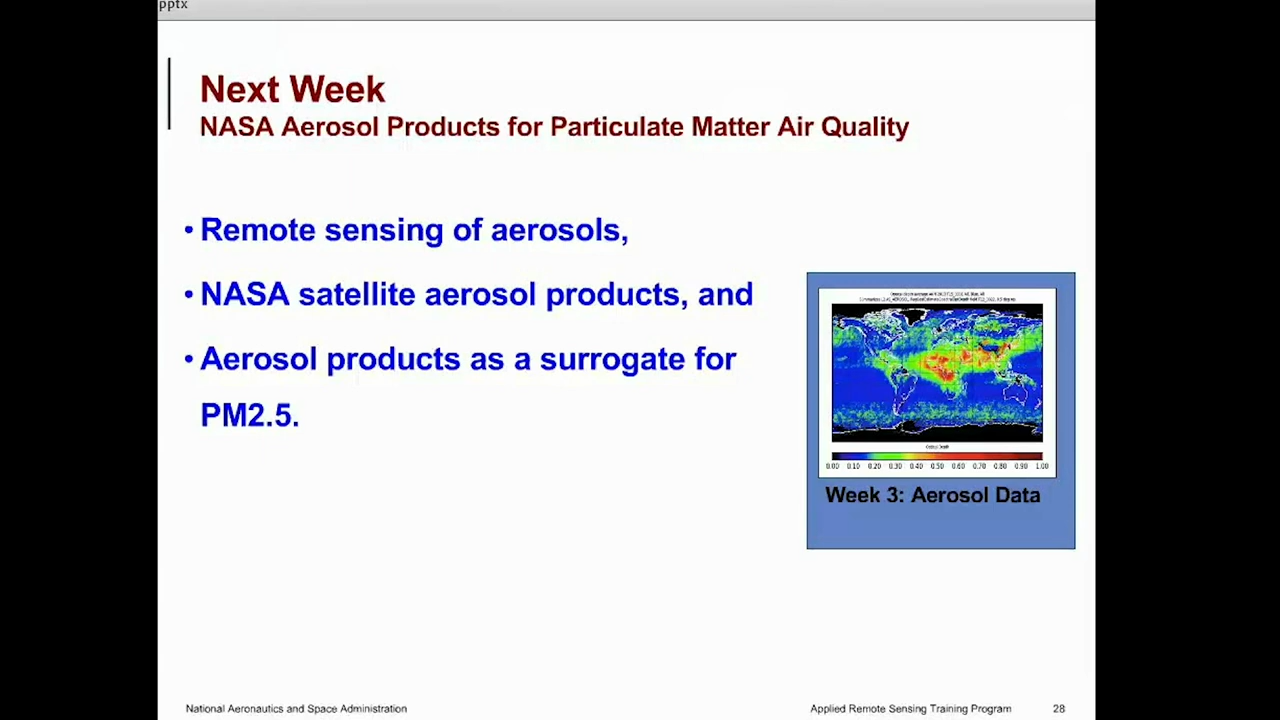 pptx
Next Week
NASA Aerosol Products for Particulate Matter Air Quality
• Remote sensing of aerosols,
• NASA satellite aerosol products, and
• Aerosol products as a surrogate for
PM2.5.
Optical Depth
0.00 0.10 0.20 0.30 0.40 0.50 0.60 0.70 0.80 0.90 1.00
Week 3: Aerosol Data
National Aeronautics and Space Administration
Applied Remote Sensing Training Program
28